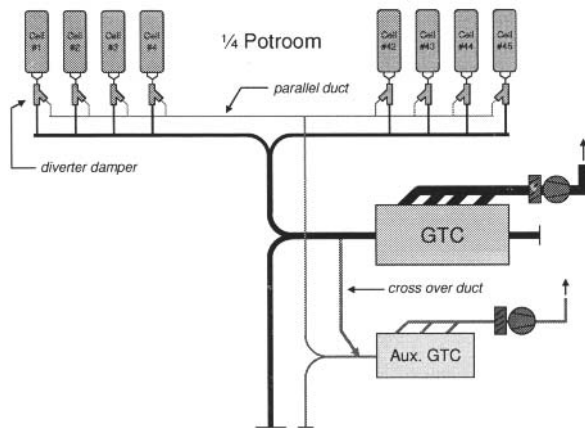 Cell
#1
Cell
#2
Cell
#3
Cell
#4
¼ Potroom
Cell
#42
Cell
#43
Cell
#44
Cell
#45
parallel duct
diverter damper
GTC
cross over duct
Aux. GTC